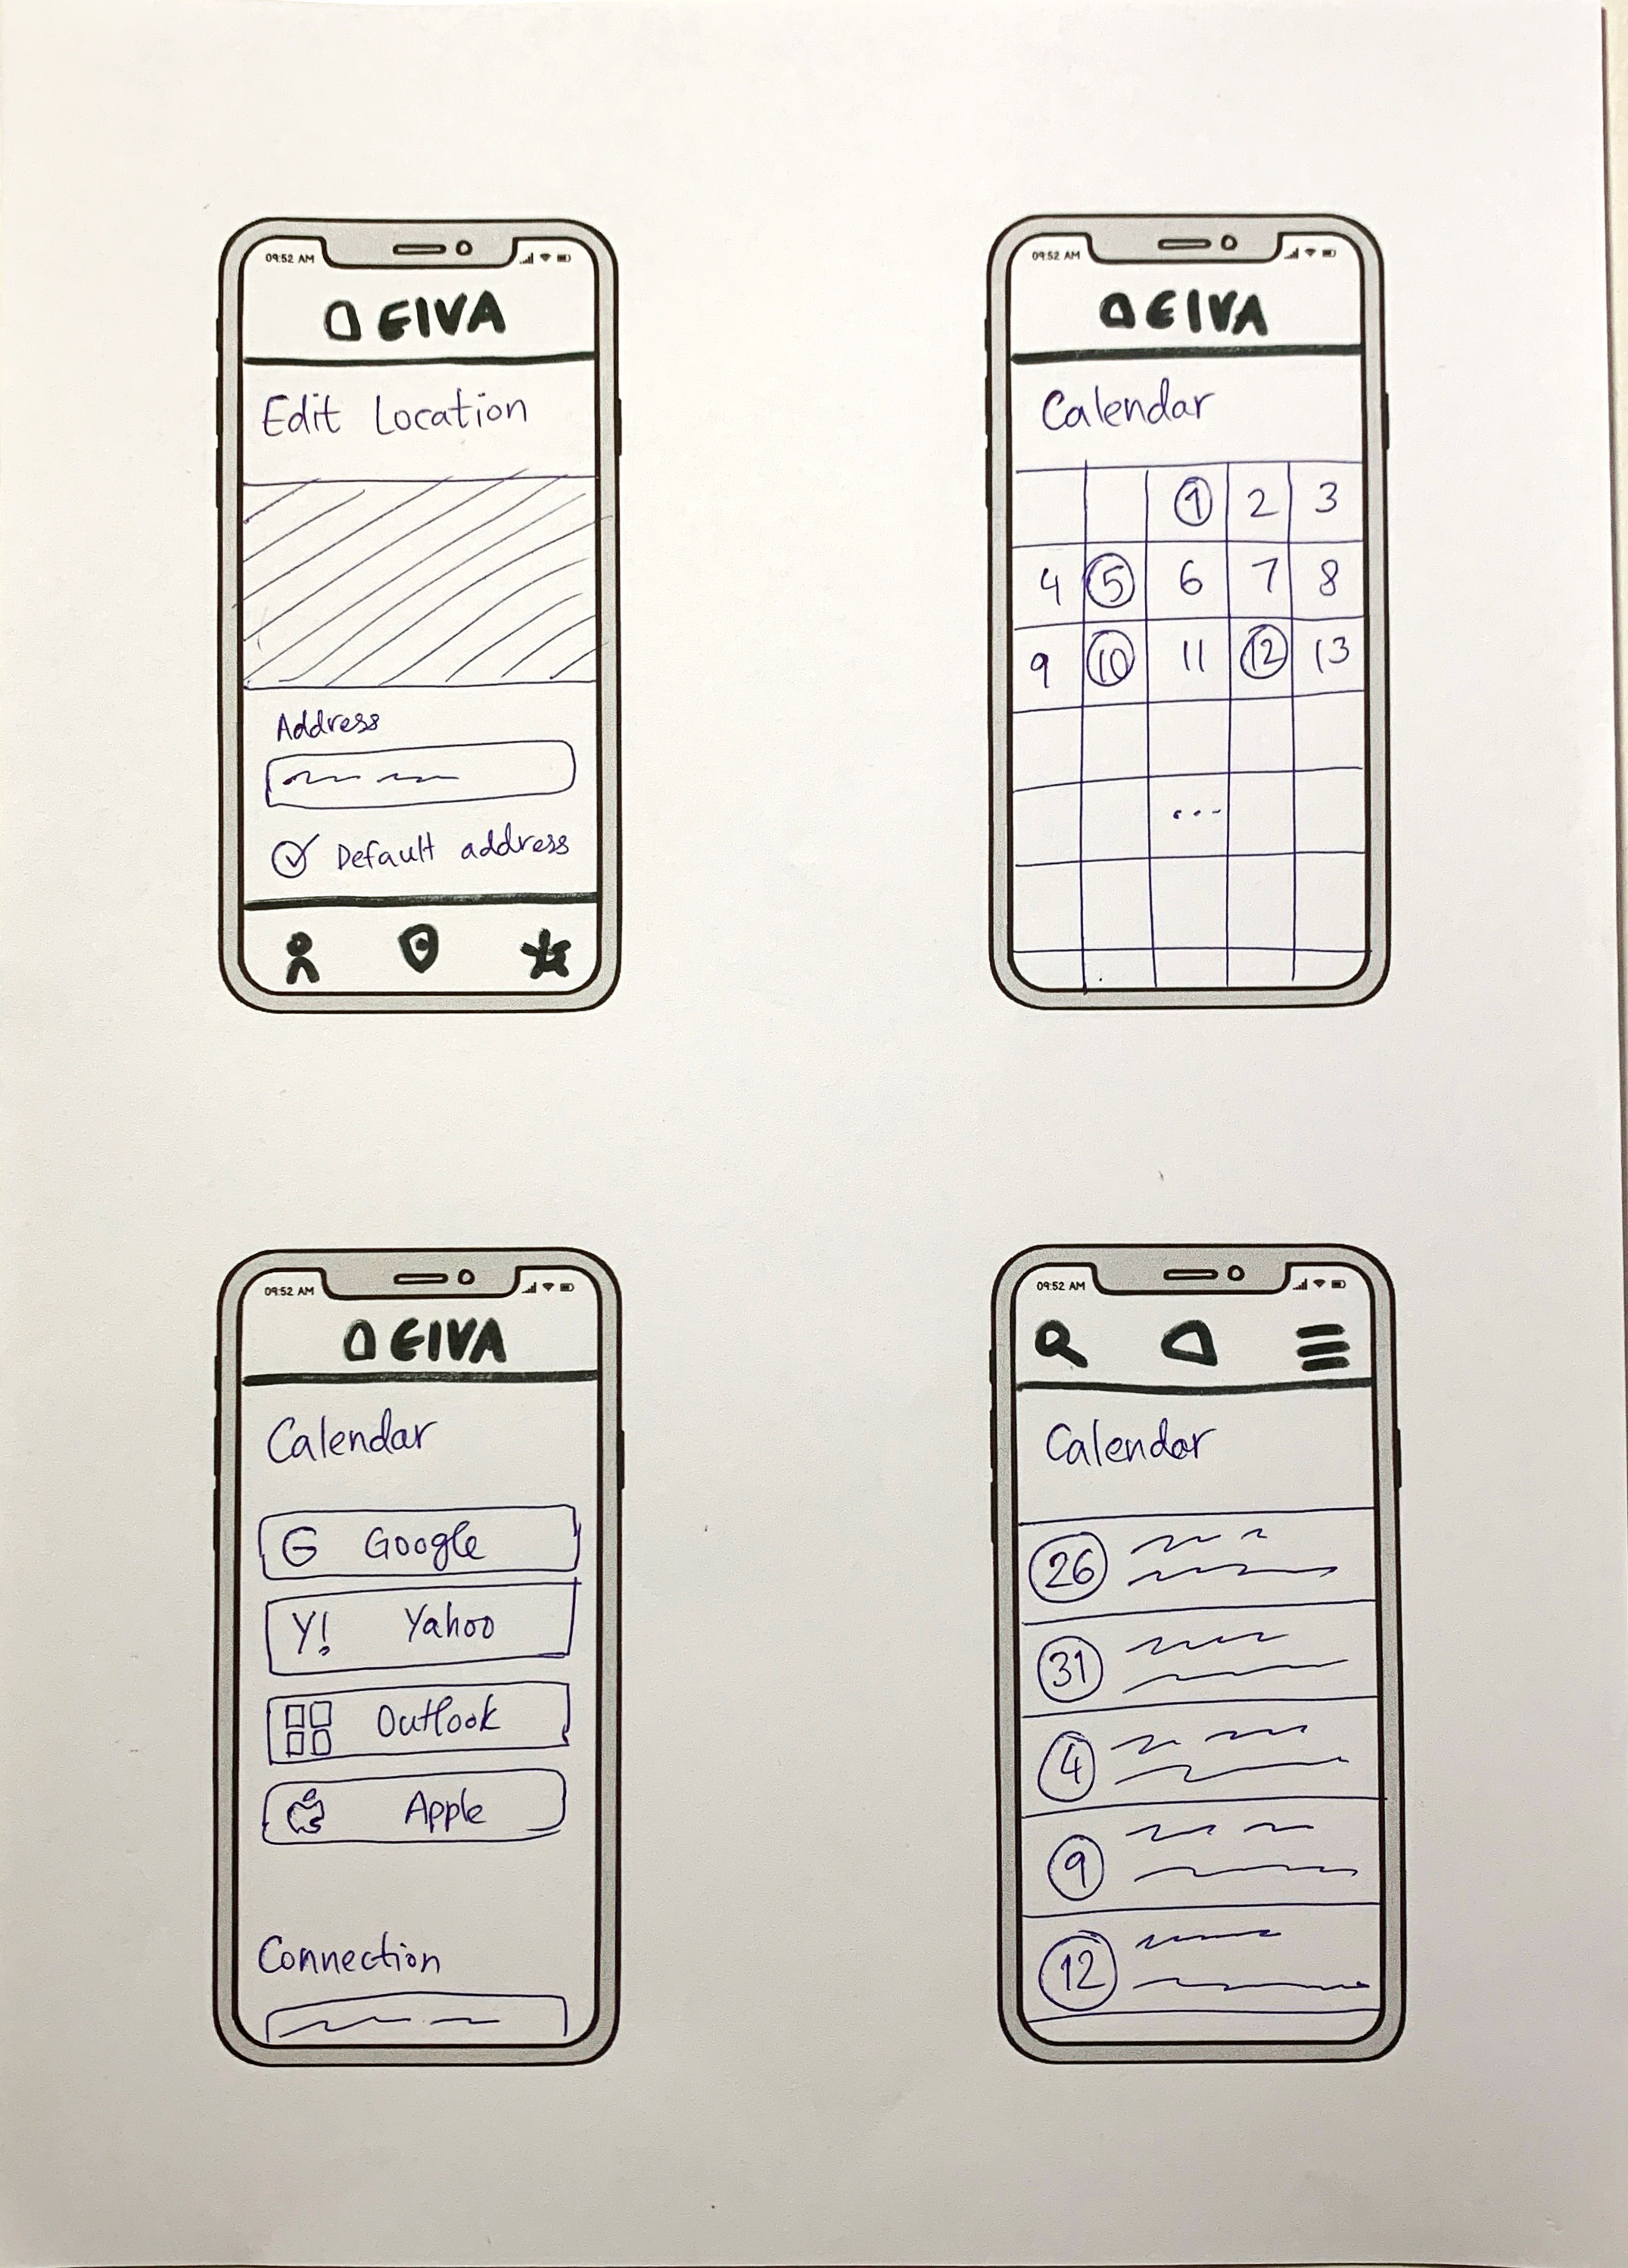 09:52 AM
EIVA
Edit Location
Address
Default address
09:52 AM
EIVA
Calendar
1 2 3
4 5 6 7 8
9 10 11 12 13
...
09:52 AM
EIVA
Calendar
G Google
Y! Yahoo
Outlook
Apple
Connection
09:52 AM
Calendar
26
31
4
9
12